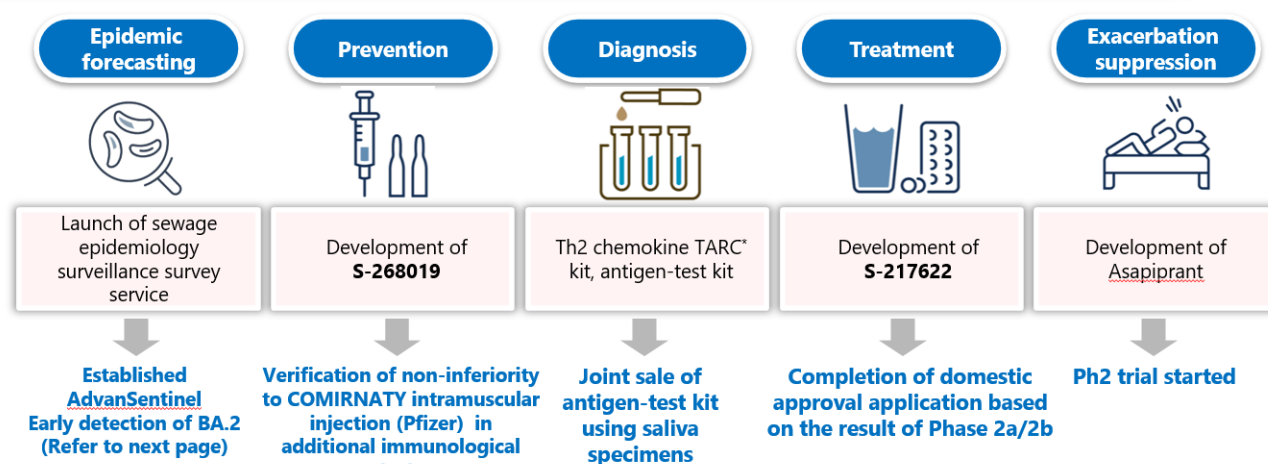 Epidemic
forecasting
Prevention
Diagnosis
Treatment
Exacerbation
suppression
Launch of sewage
epidemiology
surveillance survey
service
Development of
S-268019
Th2 chemokine TARC*
kit, antigen-test kit
Development of
S-217622
Development of
Asapiprant
Established
AdvanSentinel
Early detection of BA.2
(Refer to next page)
Verification of non-inferiority
to COMIRNATY intramuscular
injection (Pfizer) in
additional immunological
Joint sale of
antigen-test kit
using saliva
specimens
Completion of domestic
approval application based
on the result of Phase 2a/2b
Ph2 trial started